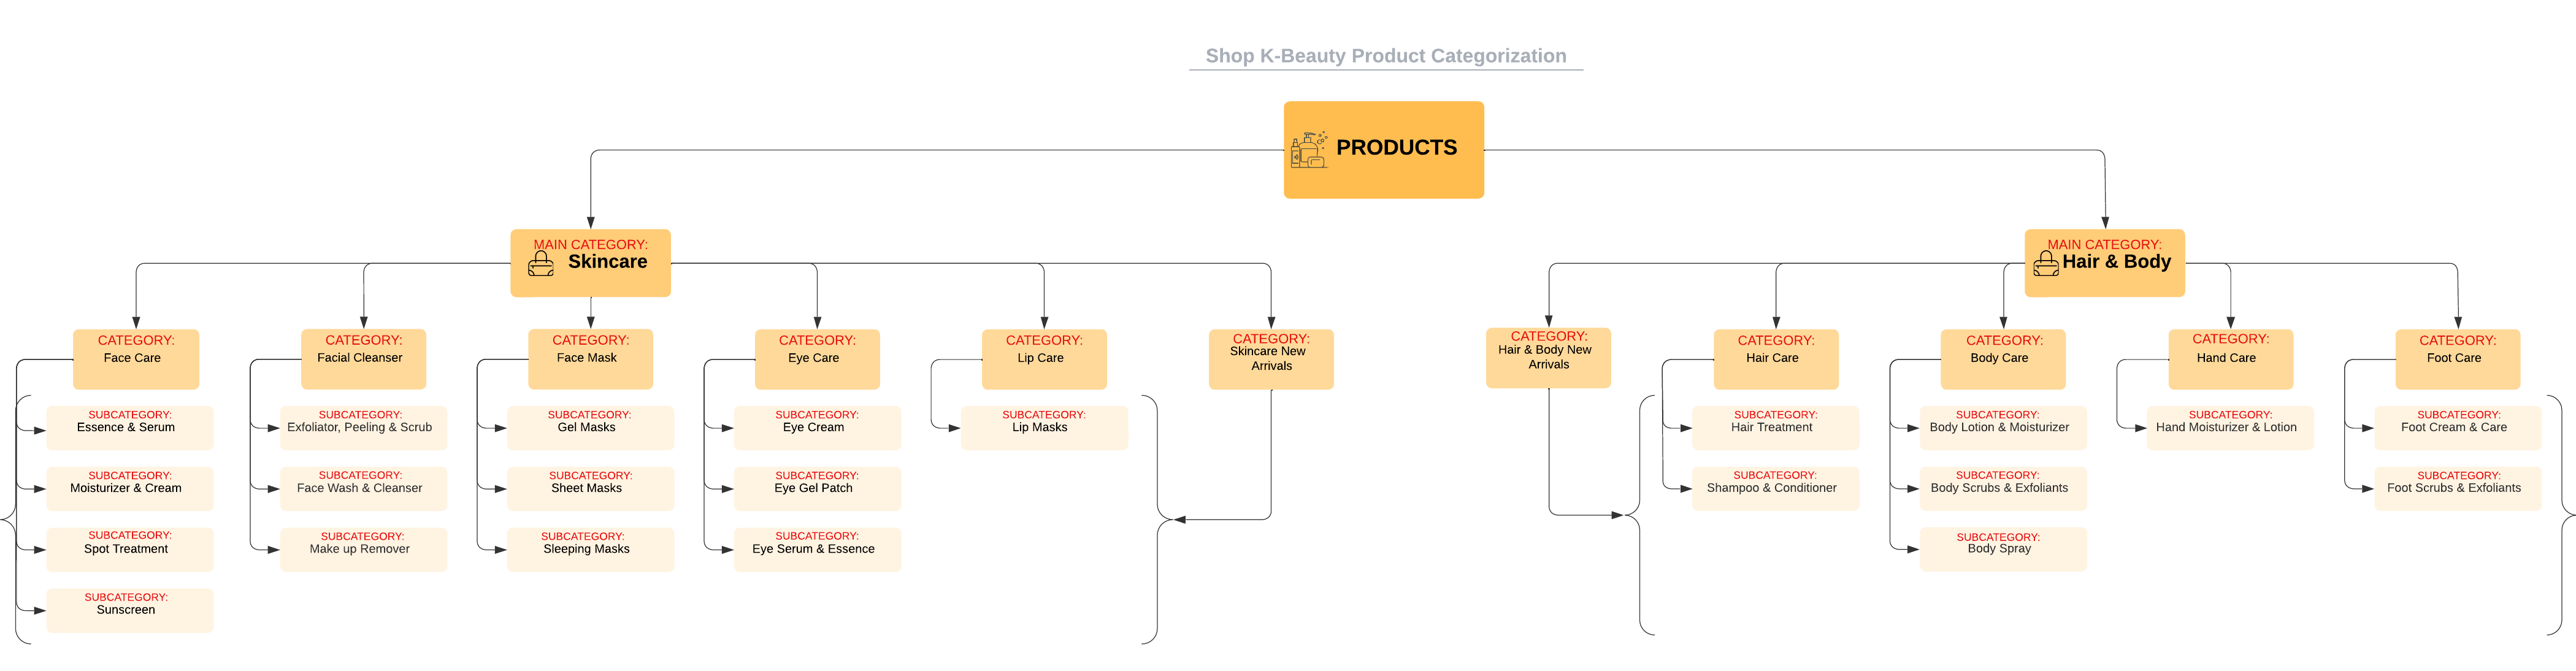 Shop K-Beauty Product Categorization
PRODUCTS
MAIN CATEGORY:
Skincare
MAIN CATEGORY:
Hair & Body
CATEGORY:
Face Care
CATEGORY:
Facial Cleanser
CATEGORY:
Face Mask
CATEGORY:
Eye Care
CATEGORY:
Lip Care
CATEGORY:
Skincare New
Arrivals
CATEGORY:
Hair & Body New
Arrivals
CATEGORY:
Hair Care
CATEGORY:
Body Care
CATEGORY:
Hand Care
CATEGORY:
Foot Care
SUBCATEGORY:
Essence & Serum
SUBCATEGORY:
Exfoliator, Peeling & Scrub
SUBCATEGORY:
Gel Masks
SUBCATEGORY:
Eye Cream
SUBCATEGORY:
Lip Masks
SUBCATEGORY:
Hair Treatment
SUBCATEGORY:
Body Lotion & Moisturizer
SUBCATEGORY:
Hand Moisturizer & Lotion
SUBCATEGORY:
Foot Cream & Care
SUBCATEGORY:
Moisturizer & Cream
SUBCATEGORY:
Face Wash & Cleanser
SUBCATEGORY:
Sheet Masks
SUBCATEGORY:
Eye Gel Patch
SUBCATEGORY:
Shampoo & Conditioner
SUBCATEGORY:
Body Scrubs & Exfoliants
SUBCATEGORY:
Foot Scrubs & Exfoliants
SUBCATEGORY:
Spot Treatment
SUBCATEGORY:
Make up Remover
SUBCATEGORY:
Sleeping Masks
SUBCATEGORY:
Eye Serum & Essence
SUBCATEGORY:
Body Spray
SUBCATEGORY:
Sunscreen